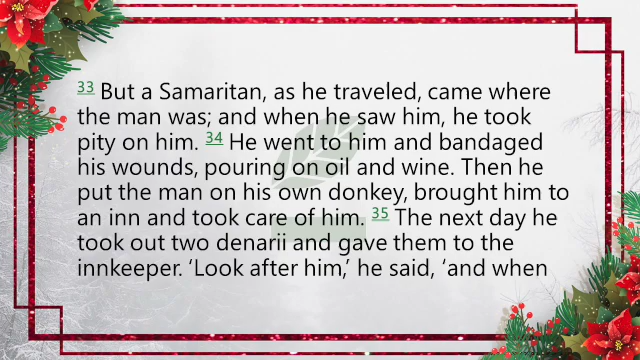 33 But a Samaritan, as he traveled, came where
the man was; and when he saw him, he took
pity on him. 34 He went to him and bandaged
his wounds, pouring on oil and wine. Then he
put the man on his own donkey, brought him to
an inn and took care of him. 35 The next day he
took out two denarii and gave them to the
innkeeper. ‘Look after him,’ he said, ‘and when